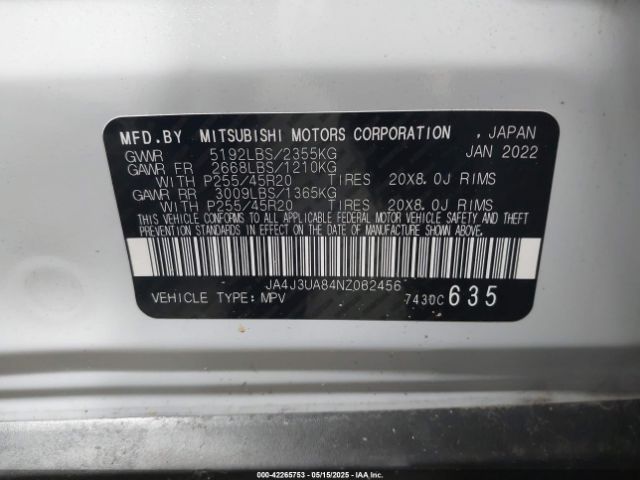 MFD.BY MITSUBISHI MOTORS CORPORATION , JAPAN
GVWR 5192LBS/2355KG JAN 2022
GAWR FR 2668LBS/1210KG
WITH P255/45R20 TIRES 20X8.0J RIMS
GAWR RR 3009LBS/1365KG
WITH P255/45R20 TIRES 20X8.0J RIMS
THIS VEHICLE CONFORMS TO ALL APPLICABLE FEDERAL MOTOR VEHICLE SAFETY AND THEFT
PREVENTION STANDARDS IN EFFECT ON THE DATE OF MANUFACTURE SHOWN ABOVE.
JA4J3UA84NZ062456
VEHICLE TYPE: MPV 7430C 635
000-42265753 - 05/15/2025 - IAA, Inc.